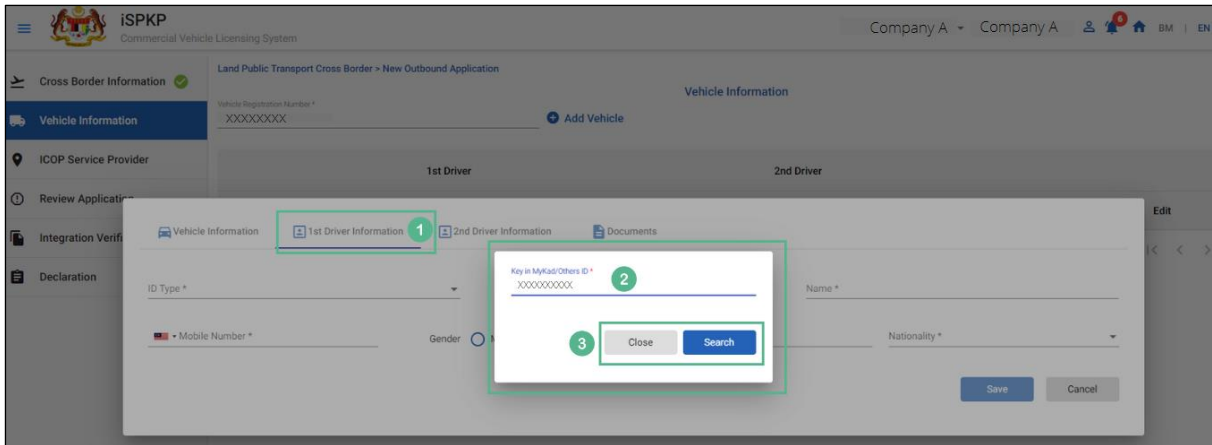 iSPKP
Commercial Vehicle Licensing System
Company A
Company A
6
BM | EN
Cross Border Information
Vehicle Information
ICOP Service Provider
Review Application
Integration
Declaration
Land Public Transport Cross Border > New Outbound Application
Vehicle Information
Vehicle Registration Number *
XXXXXXXX
Add Vehicle
1st Driver
2nd Driver
Edit
Vehicle Information
1st Driver Information
1
2nd Driver Information
Documents
ID Type *
Name *
Mobile Number *
Gender
Nationality *
Save
Cancel
Key in MyKad/Others ID *
XXXXXXXXXX
2
3
Close
Search